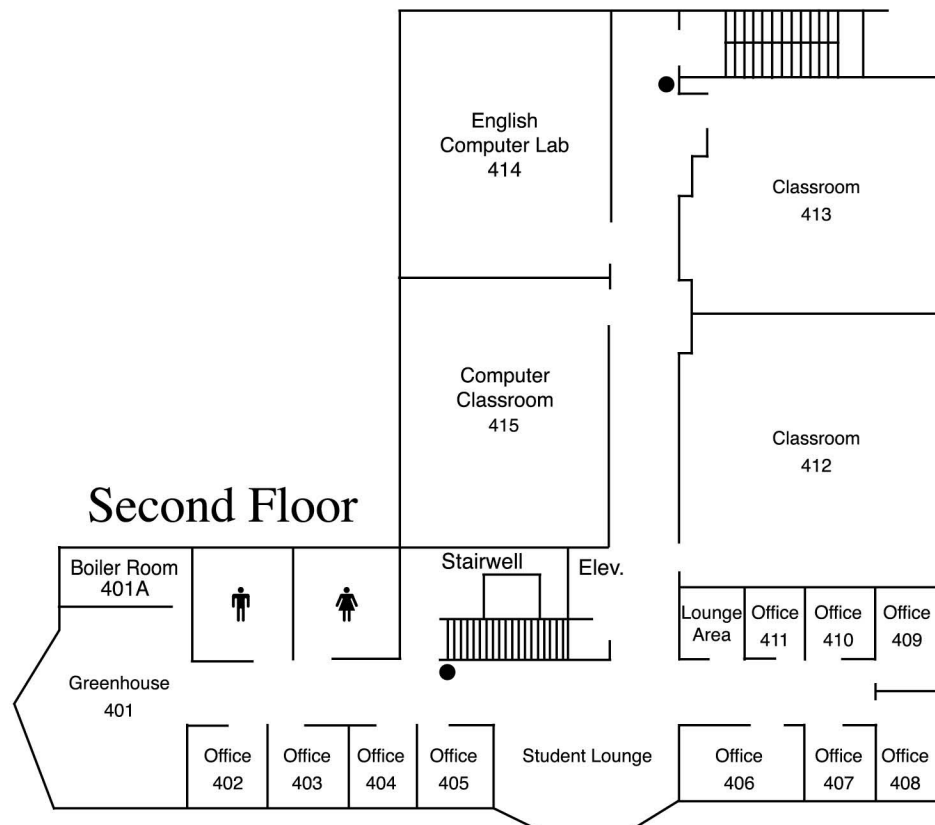 English
Computer Lab
414
Classroom
413
Computer
Classroom
415
Classroom
412
Second Floor
Boiler Room
401A
Stairwell
Elev.
Lounge
Area
Office
411
Office
410
Office
409
Greenhouse
401
Office
402
Office
403
Office
404
Office
405
Student Lounge
Office
406
Office
407
Office
408